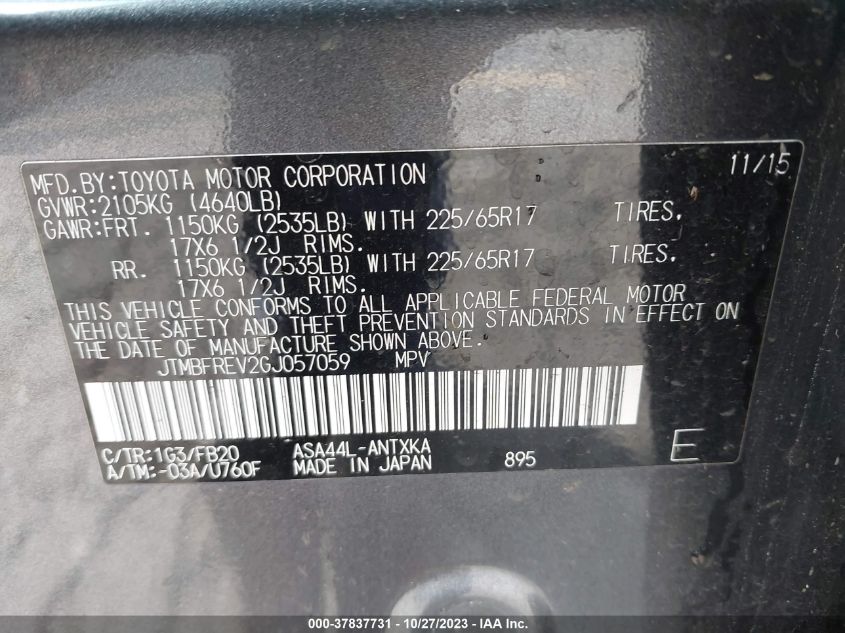 MFD.BY:TOYOTA MOTOR CORPORATION 11/15
GVWR:2105KG (4640LB)
GAWR:FRT. 1150KG (2535LB) WITH 225/65R17 TIRES,
17X6 1/2J RIMS.
RR. 1150KG (2535LB) WITH 225/65R17 TIRES,
17X6 1/2J RIMS.
THIS VEHICLE CONFORMS TO ALL APPLICABLE FEDERAL MOTOR
VEHICLE SAFETY AND THEFT PREVENTION STANDARDS IN EFFECT ON
THE DATE OF MANUFACTURE SHOWN ABOVE.
JTMBFREV2GJ057059 MPV
C/TR:1G3/FB20 ASA44L-ANTXKA
A/TM:-03A/U760F MADE IN JAPAN 895 E
000-37837731 - 10/27/2023 - IAA Inc.